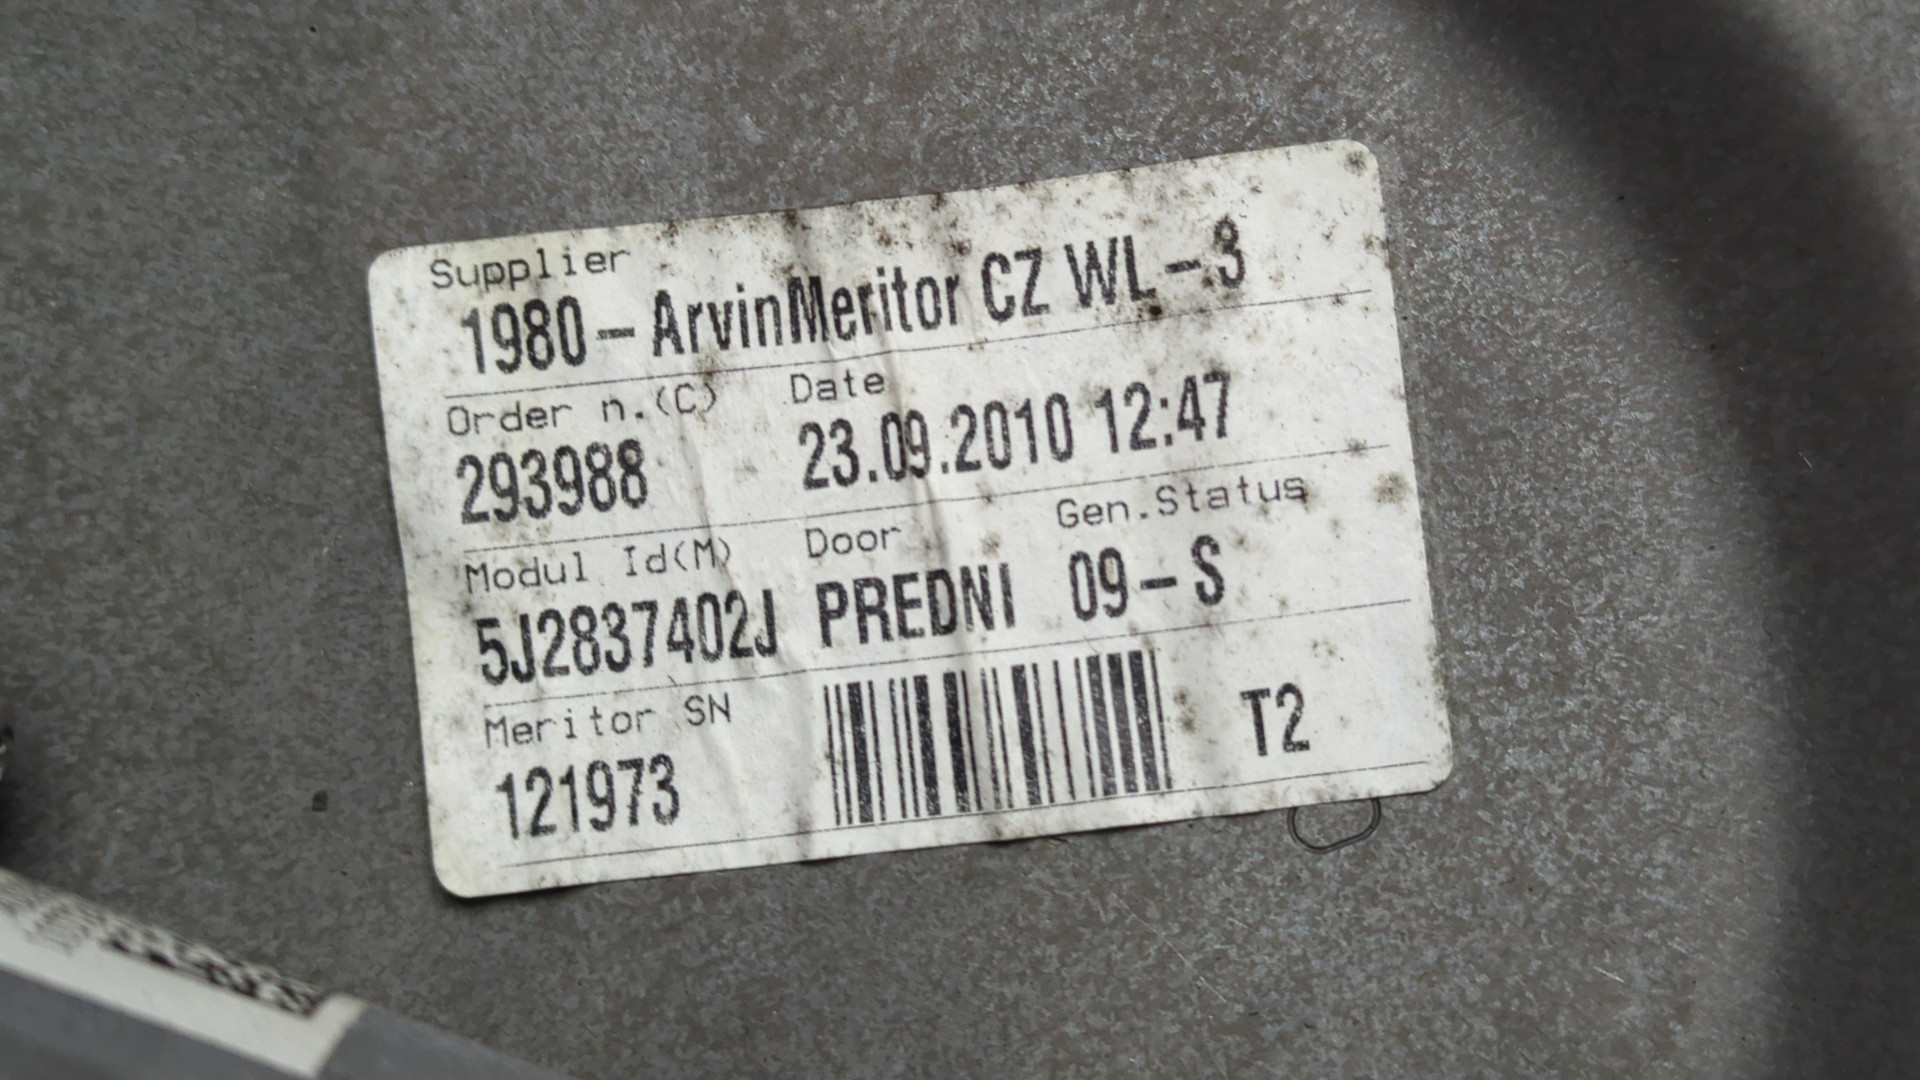 Supplier
1980-ArvinMeritor CZ WL-3
Order n.(C) Date
293988 23.09.2010 12:47
Modul Id(M) Door Gen.Status
5J2837402J PREDNI 09-S
Meritor SN
121973 T2